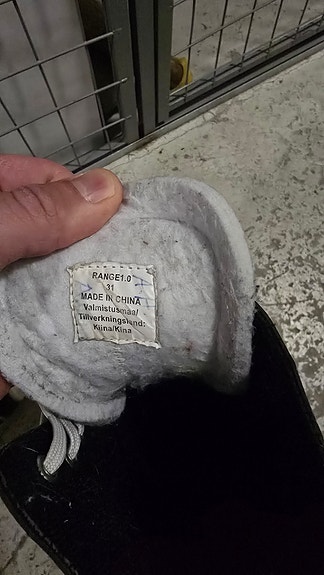 RANGE1.0
31
MADE IN CHINA
Valmistusmaa/
Tillverkningsland:
Kiina/Kina